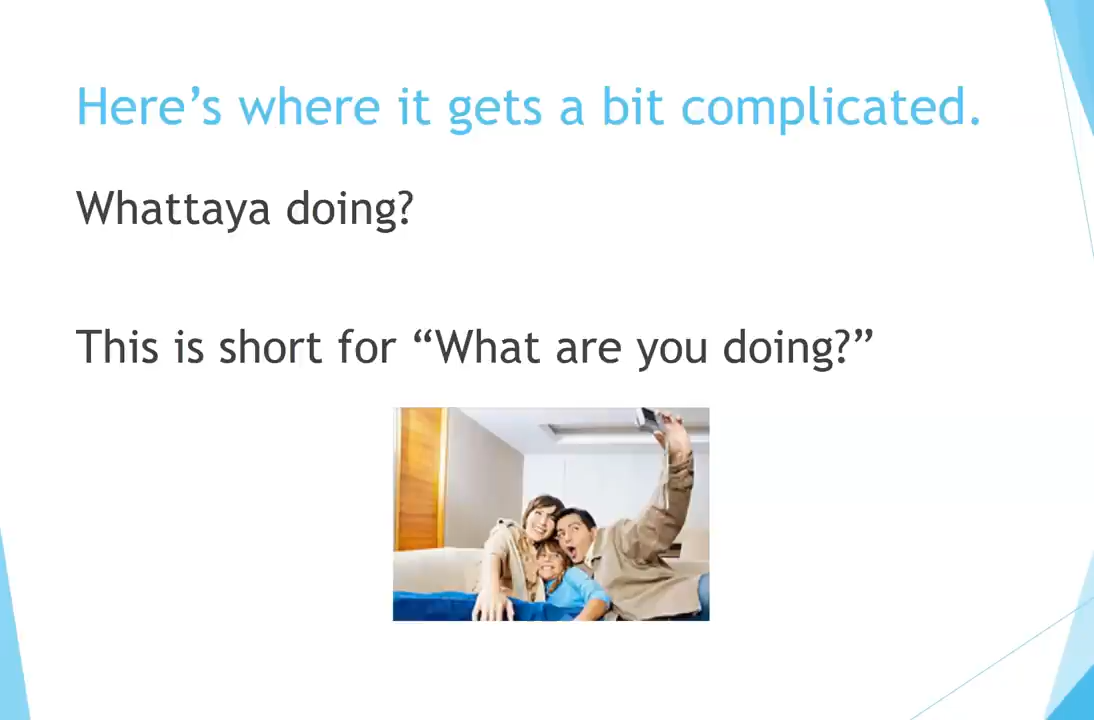 Here’s where it gets a bit complicated.
Whattaya doing?
This is short for “What are you doing?”